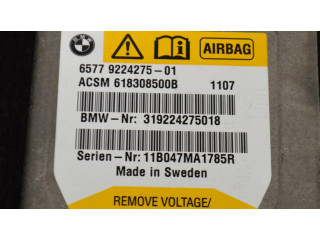 AIRBAG
6577 9224275-01
ACSM 618308500B 1107
BMW-Nr: 319224275018
Serien-Nr: 11B047MA1785R
Made in Sweden
REMOVE VOLTAGE/